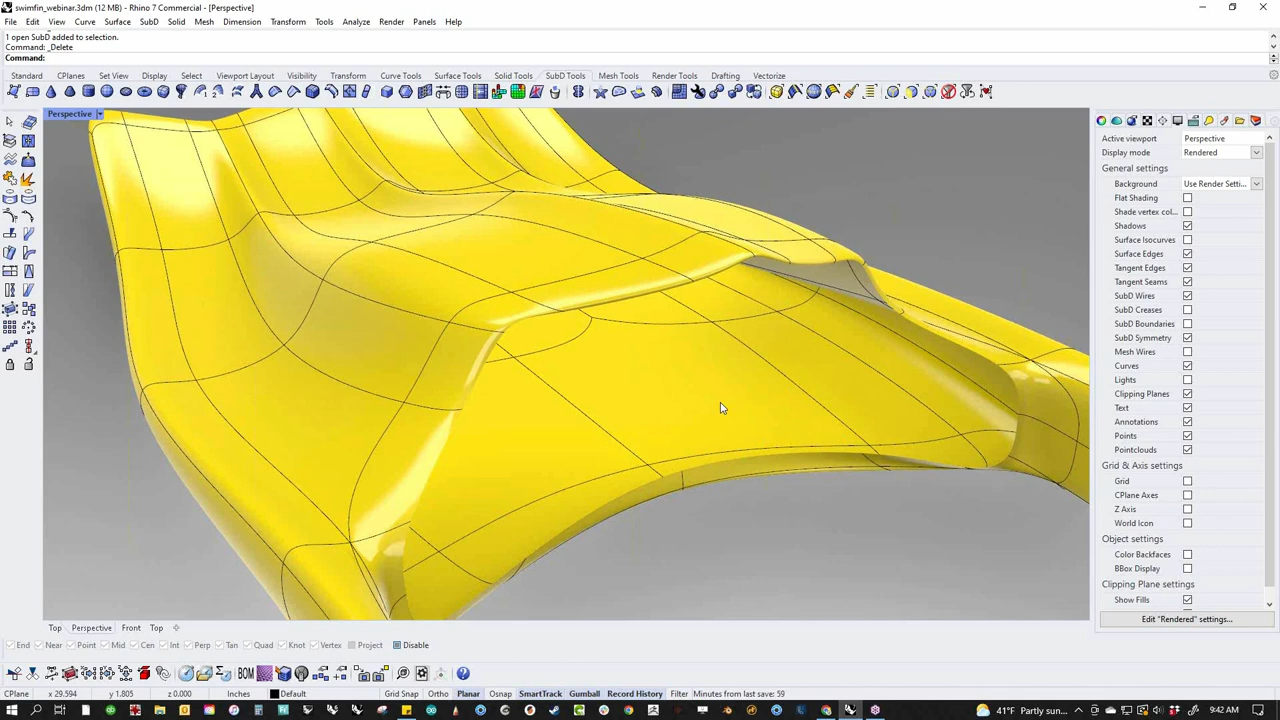 swimfin_webinar.3dm (12 MB) - Rhino 7 Commercial - [Perspective]
File Edit View Curve Surface SubD Solid Mesh Dimension Transform Tools Analyze Render Panels Help
1 open SubD added to selection.
Command: _Delete
Command:
Standard CPlanes Set View Display Select Viewport Layout Visibility Transform Curve Tools Surface Tools Solid Tools SubD Tools Mesh Tools Render Tools Drafting Vectorize
Perspective
Active viewport Perspective
Display mode Rendered
General settings
Background Use Render Setti...
Flat Shading
Shade vertex col...
Shadows
Surface Isocurves
Surface Edges
Tangent Edges
Tangent Seams
SubD Wires
SubD Creases
SubD Boundaries
SubD Symmetry
Mesh Wires
Curves
Lights
Clipping Planes
Text
Annotations
Points
Pointclouds
Grid & Axis settings
Grid
CPlane Axes
Z Axis
World Icon
Object settings
Color Backfaces
BBox Display
Clipping Plane settings
Show Fills
Edit "Rendered" settings...
Top Perspective Front Top
End Near Point Mid Cen Int Perp Tan Quad Knot Vertex Project Disable
BOM
CPlane x 29.594 y 1.805 z 0.000 Inches Default Grid Snap Ortho Planar Osnap SmartTrack Gumball Record History Filter Minutes from last save: 59
41°F Partly sun... 9:42 AM